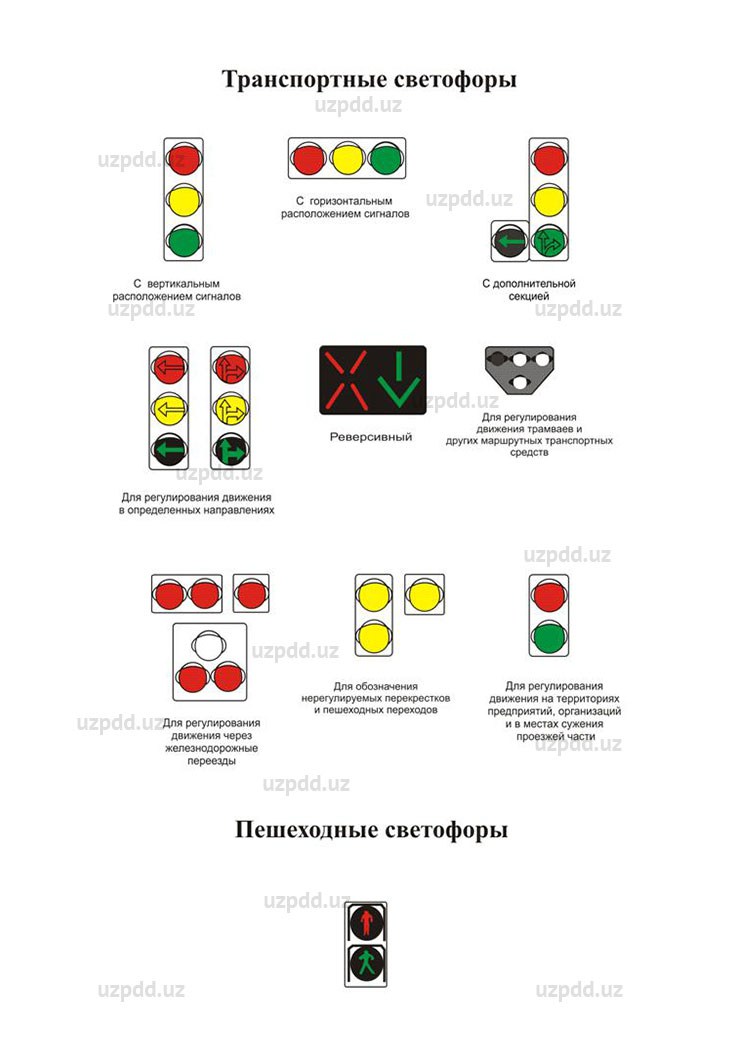 Транспортные светофоры
uzpdd.uz
uzpdd.uz
С горизонтальным
расположением сигналов
uzpdd.uz
С вертикальным
расположением сигналов
uzpdd.uz
С дополнительной
секцией
uzpdd.uz
Реверсивный
uzpdd.uz
Для регулирования
движения трамваев и
других маршрутных транспортных
средств
uzpdd.uz
Для регулирования движения
в определенных направлениях
uzpdd.uz
uzpdd.uz
Для регулирования
движения через
железнодорожные
переезды
uzpdd.uz
Для обозначения
нерегулируемых перекрестков
и пешеходных переходов
Для регулирования
движения на территориях
предприятий, организаций
и в местах сужения
проезжей части
uzpdd.uz
uzpdd.uz
Пешеходные светофоры
uzpdd.uz
uzpdd.uz
uzpdd.uz